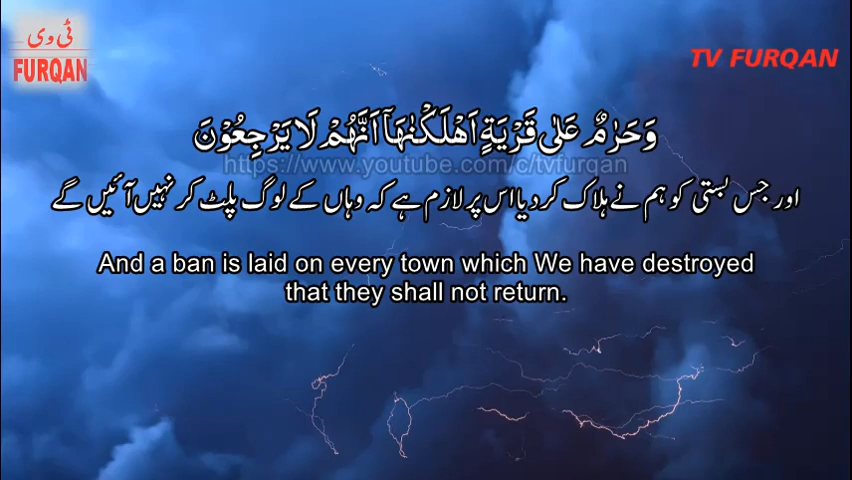 ٹی وی
FURQAN
TV FURQAN
وَحَرٰمٌ عَلٰى قَرْيَةٍ اَهْلَكْنٰهَاۤ اَنَّهُمْ لَا يَرْجِعُوْنَ
https://www.youtube.com/c/tvfurqan
اور جس بستی کو ہم نے ہلاک کر دیا اس پر لازم ہے کہ وہاں کے لوگ پلٹ کر نہیں آئیں گے
And a ban is laid on every town which We have destroyed
that they shall not return.